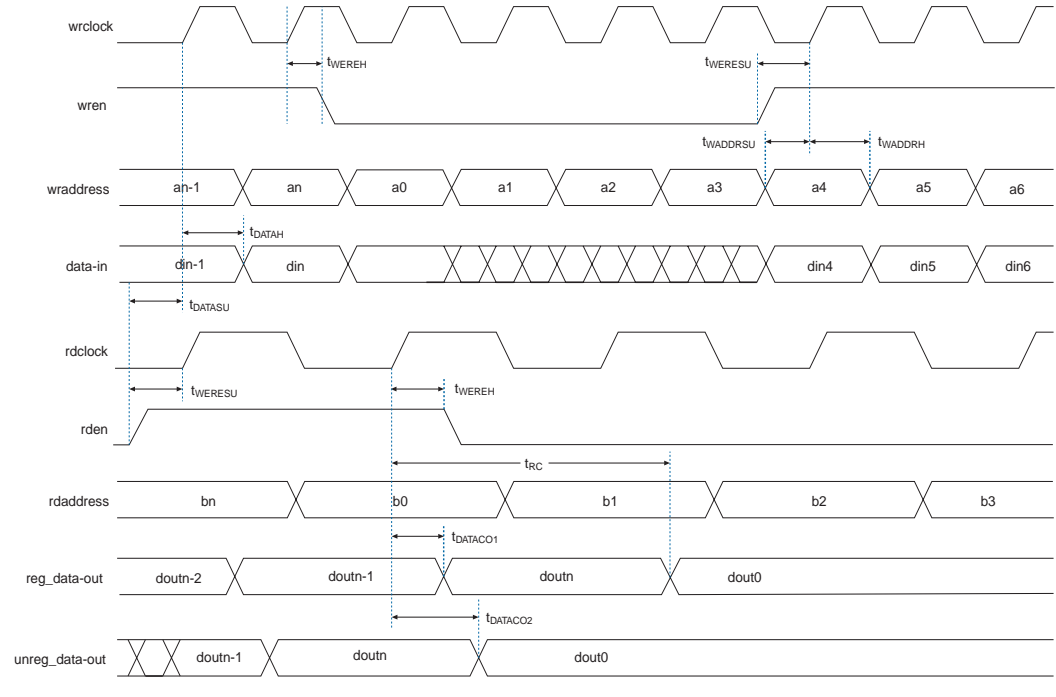 wrclock
tWEREH
tWERESU
wren
tWADDRSU
tWADDRH
wraddress
an-1 an a0 a1 a2 a3 a4 a5 a6
tDATAH
data-in
din-1 din din4 din5 din6
tDATASU
rdclock
tWERESU
tWEREH
rden
tRC
rdaddress
bn b0 b1 b2 b3
tDATACO1
reg_data-out
doutn-2 doutn-1 doutn dout0
tDATACO2
unreg_data-out
doutn-1 doutn dout0